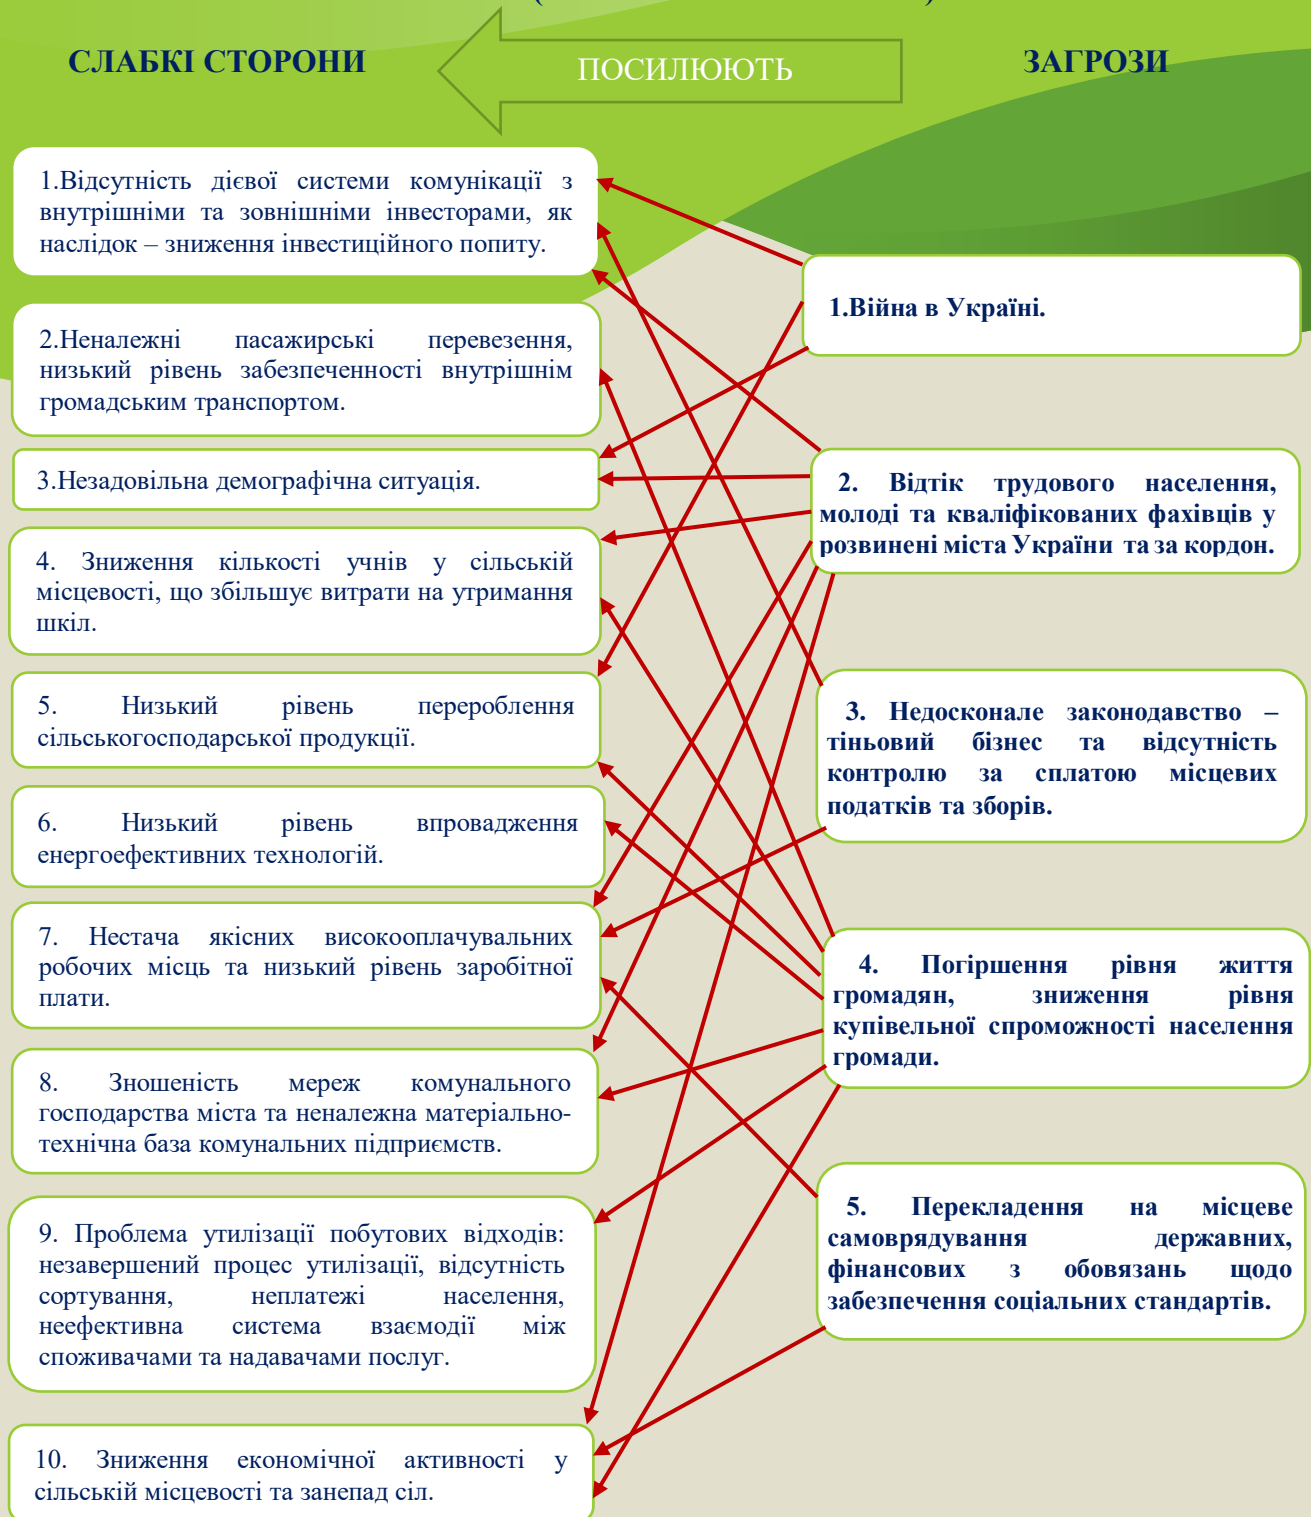 СЛАБКІ СТОРОНИ
ПОСИЛЮЮТЬ
ЗАГРОЗИ
1.Відсутність дієвої системи комунікації з
внутрішніми та зовнішніми інвесторами, як
наслідок – зниження інвестиційного попиту.
2.Неналежні пасажирські перевезення,
низький рівень забезпеченності внутрішнім
громадським транспортом.
3.Незадовільна демографічна ситуація.
4. Зниження кількості учнів у сільській
місцевості, що збільшує витрати на утримання
шкіл.
5. Низький рівень перероблення
сільськогосподарської продукції.
6. Низький рівень впровадження
енергоефективних технологій.
7. Нестача якісних високооплачувальних
робочих місць та низький рівень заробітної
плати.
8. Зношеність мереж комунального
господарства міста та неналежна матеріально-
технічна база комунальних підприємств.
9. Проблема утилізації побутових відходів:
незавершений процес утилізації, відсутність
сортування, неплатежі населення,
неефективна система взаємодії між
споживачами та надавачами послуг.
10. Зниження економічної активності у
сільській місцевості та занепад сіл.
1.Війна в Україні.
2. Відтік трудового населення,
молоді та кваліфікованих фахівців у
розвинені міста України та за кордон.
3. Недосконале законодавство –
тіньовий бізнес та відсутність
контролю за сплатою місцевих
податків та зборів.
4. Погіршення рівня життя
громадян, зниження рівня
купівельної спроможності населення
громади.
5. Перекладення на місцеве
самоврядування державних,
фінансових з обовязань щодо
забезпечення соціальних стандартів.